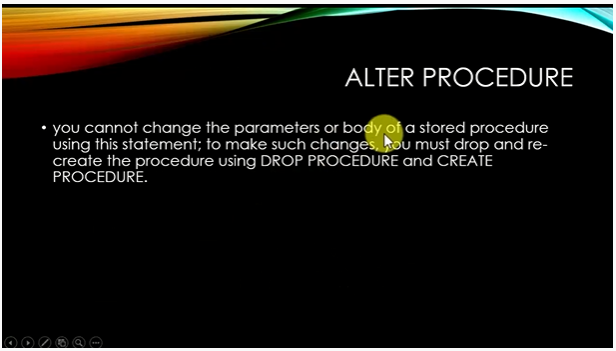 ALTER PROCEDURE
• you cannot change the parameters or body of a stored procedure
using this statement; to make such changes, you must drop and re-
create the procedure using DROP PROCEDURE and CREATE
PROCEDURE.